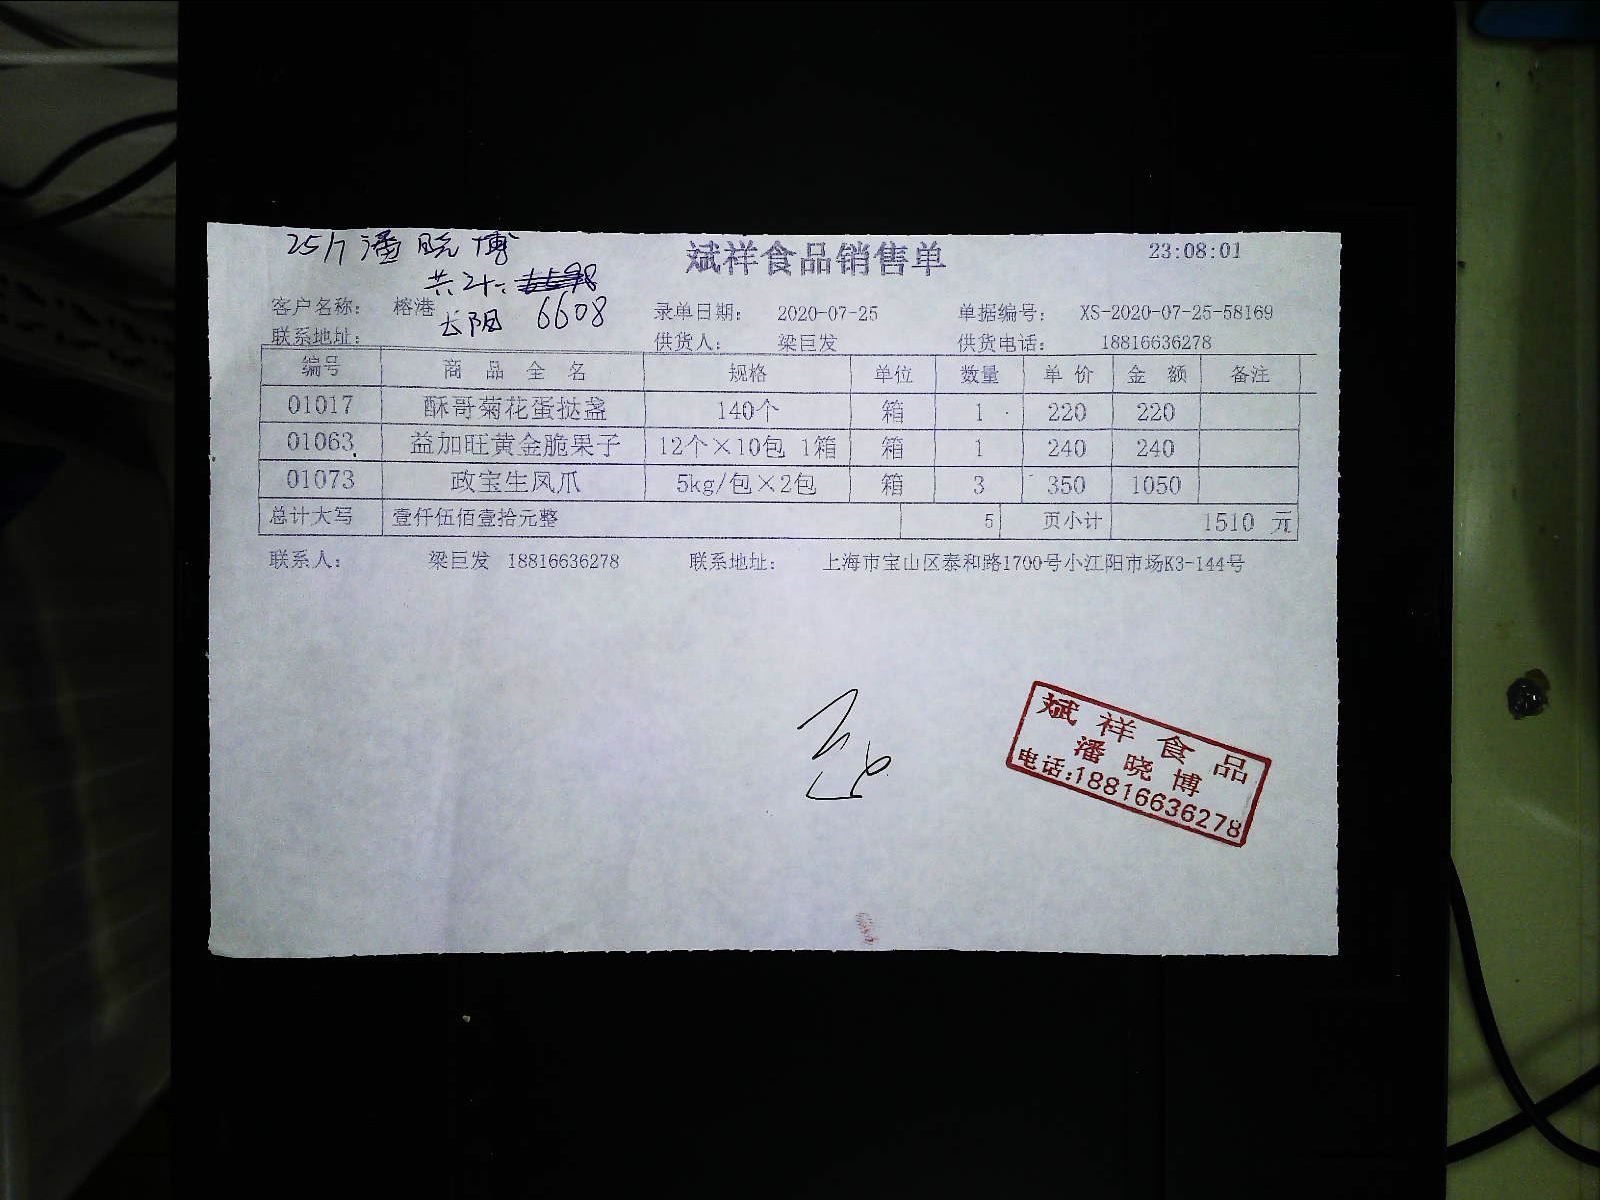 25/7 潘晓博
斌祥食品销售单 23:08:01
共计:
客户名称: 榕港 长阳 6608 录单日期: 2020-07-25 单据编号: XS-2020-07-25-58169
联系地址: 供货人: 梁巨发 供货电话: 18816636278
编号 商品全名 规格 单位 数量 单价 金额 备注
01017 酥哥菊花蛋挞盏 140个 箱 1 220 220
01063 益加旺黄金脆栗子 12个×10包 1箱 箱 1 240 240
01073 政宝生凤爪 5kg/包×2包 箱 3 350 1050
总计大写 壹仟伍佰壹拾元整 5 页小计 1510 元
联系人: 梁巨发 18816636278 联系地址: 上海市宝山区泰和路1700号小江阳市场K3-144号
斌祥食品
潘晓博
电话:18816636278